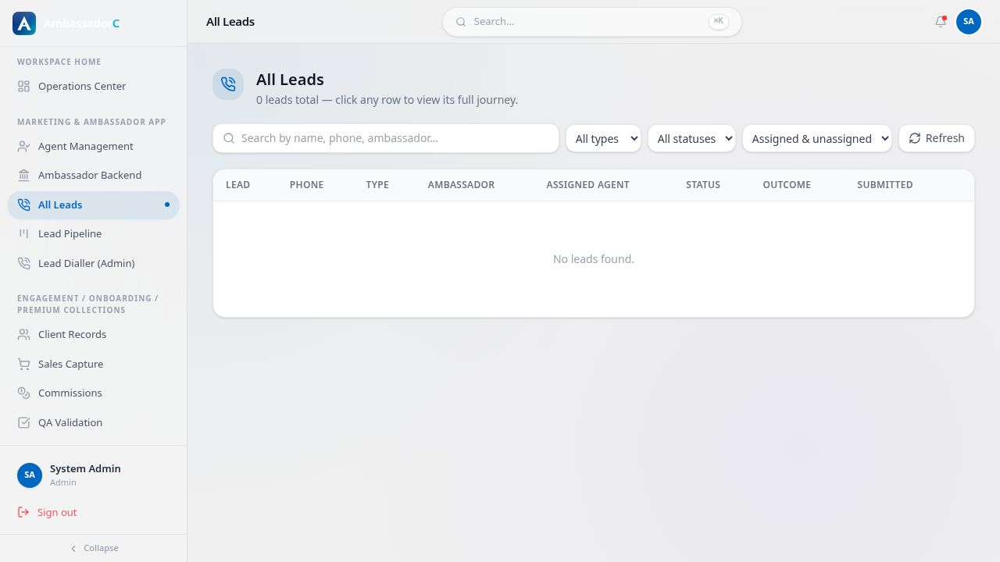 AmbassadorC
WORKSPACE HOME
Operations Center
MARKETING & AMBASSADOR APP
Agent Management
Ambassador Backend
All Leads
Lead Pipeline
Lead Dialler (Admin)
ENGAGEMENT / ONBOARDING /
PREMIUM COLLECTIONS
Client Records
Sales Capture
Commissions
QA Validation
SA
System Admin
Admin
Sign out
Collapse
All Leads
Search...
⌘K
SA
All Leads
0 leads total — click any row to view its full journey.
Search by name, phone, ambassador...
All types
All statuses
Assigned & unassigned
Refresh
LEAD PHONE TYPE AMBASSADOR ASSIGNED AGENT STATUS OUTCOME SUBMITTED
No leads found.